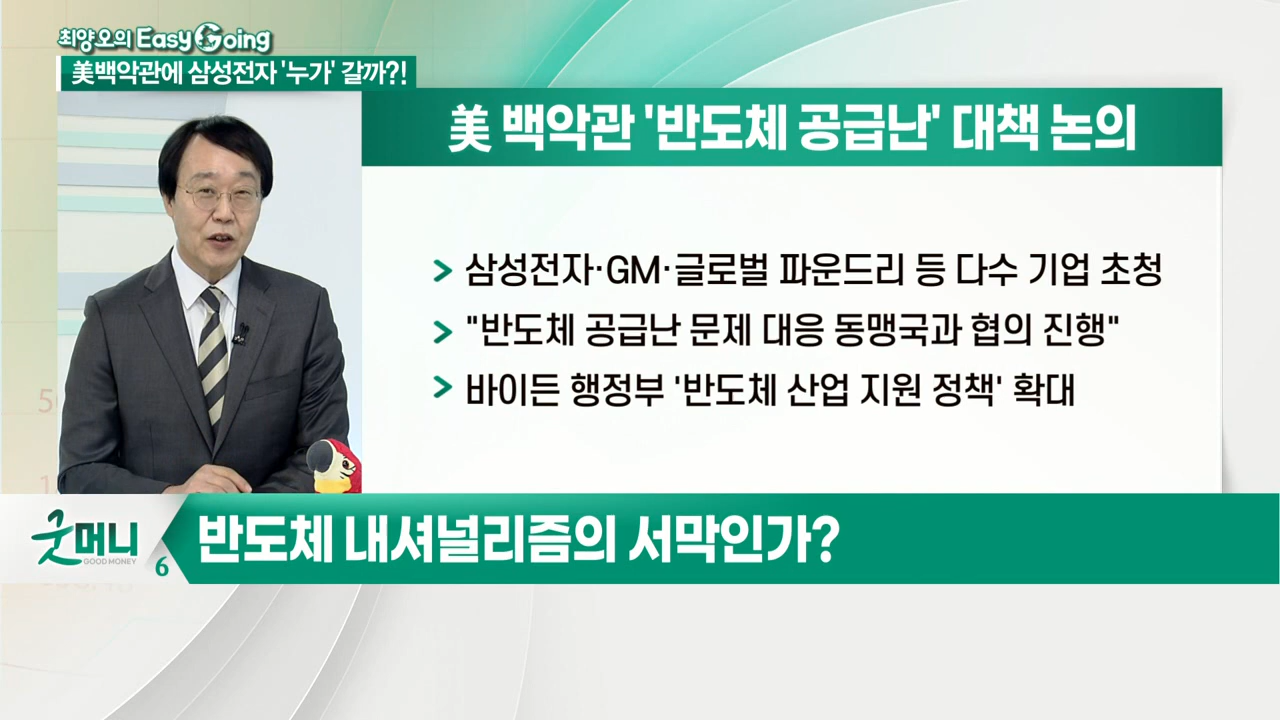 최양오의 Easy Going
美백악관에 삼성전자 '누가' 갈까?!
美 백악관 '반도체 공급난' 대책 논의
> 삼성전자·GM·글로벌 파운드리 등 다수 기업 초청
> "반도체 공급난 문제 대응 동맹국과 협의 진행"
> 바이든 행정부 '반도체 산업 지원 정책' 확대
굿머니
GOOD MONEY
6
반도체 내셔널리즘의 서막인가?